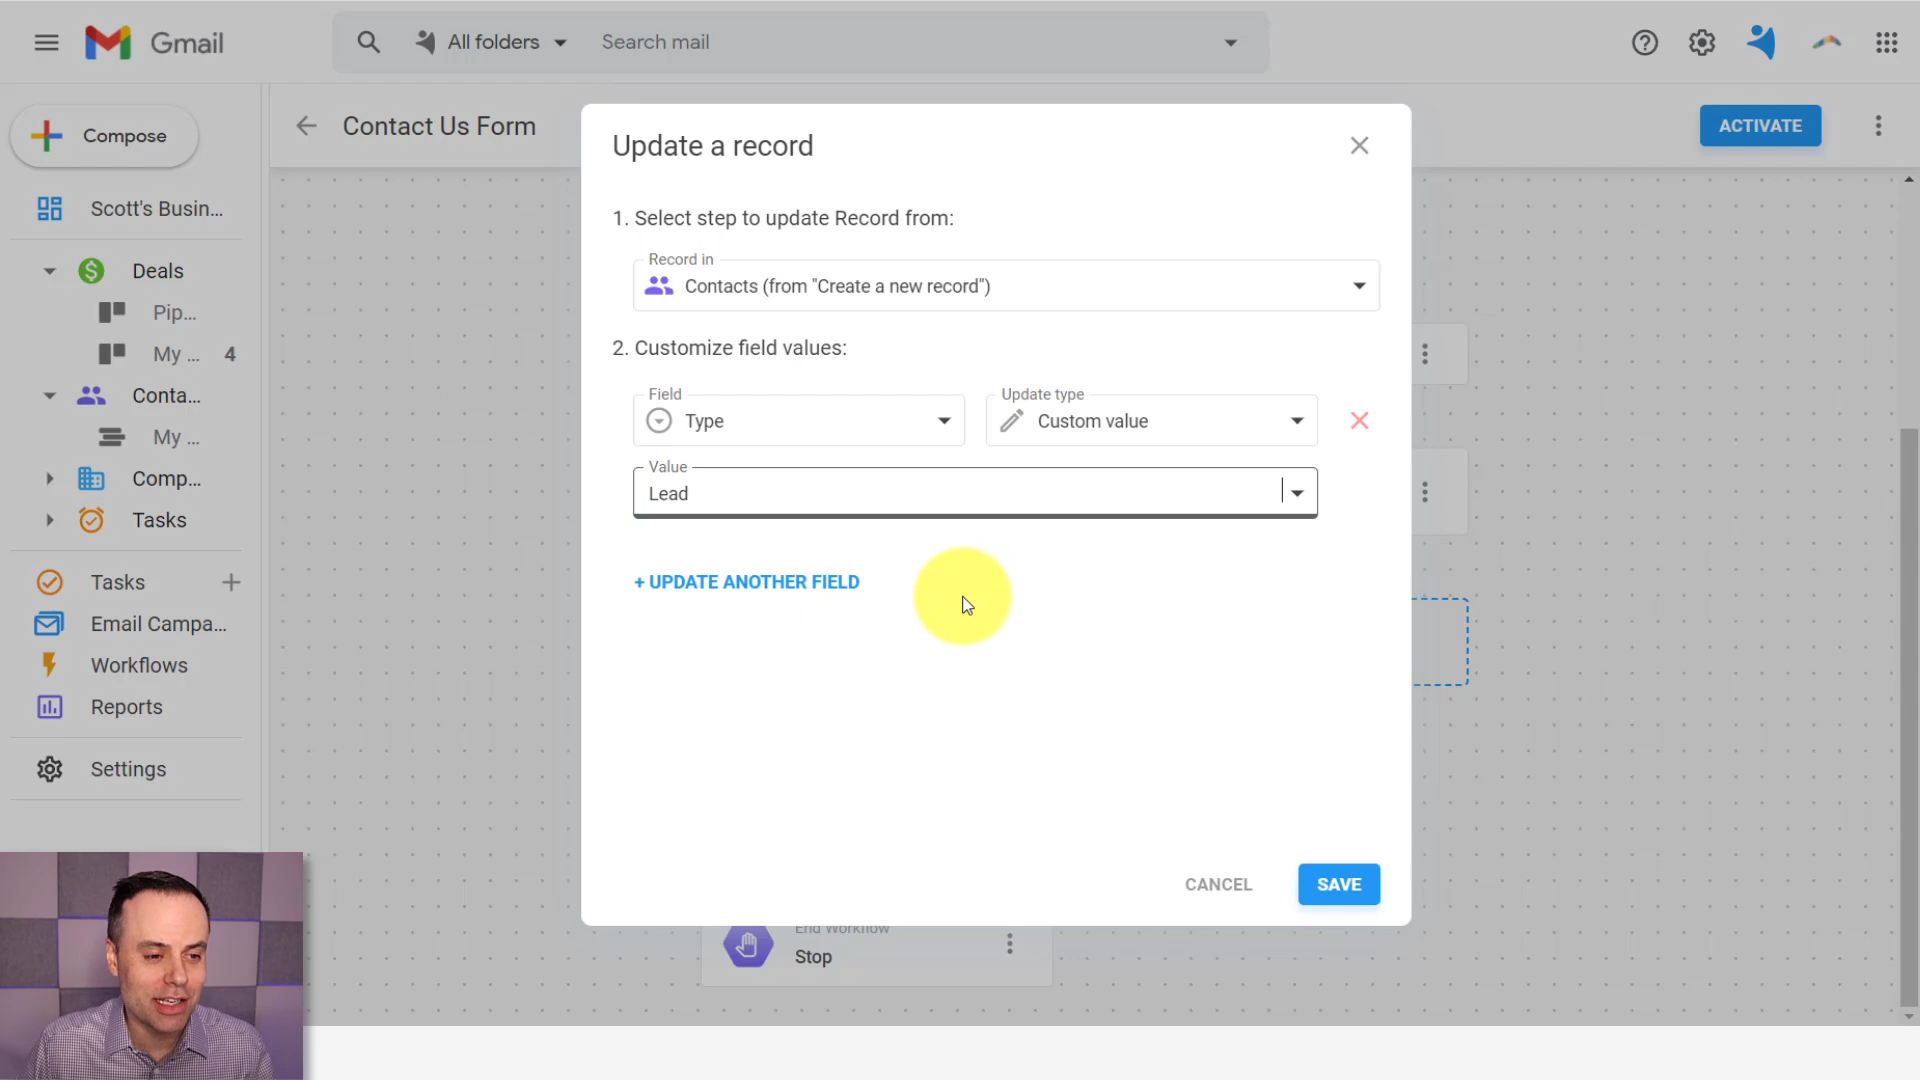 Gmail
All folders
Search mail
Compose
Contact Us Form
ACTIVATE
Scott's Busin...
Deals
Pip...
My ... 4
Conta...
My ...
Comp...
Tasks
Tasks
Email Campa...
Workflows
Reports
Settings
Update a record
1. Select step to update Record from:
Record in
Contacts (from "Create a new record")
2. Customize field values:
Field
Type
Update type
Custom value
Value
Lead
+ UPDATE ANOTHER FIELD
CANCEL
SAVE
End Workflow
Stop